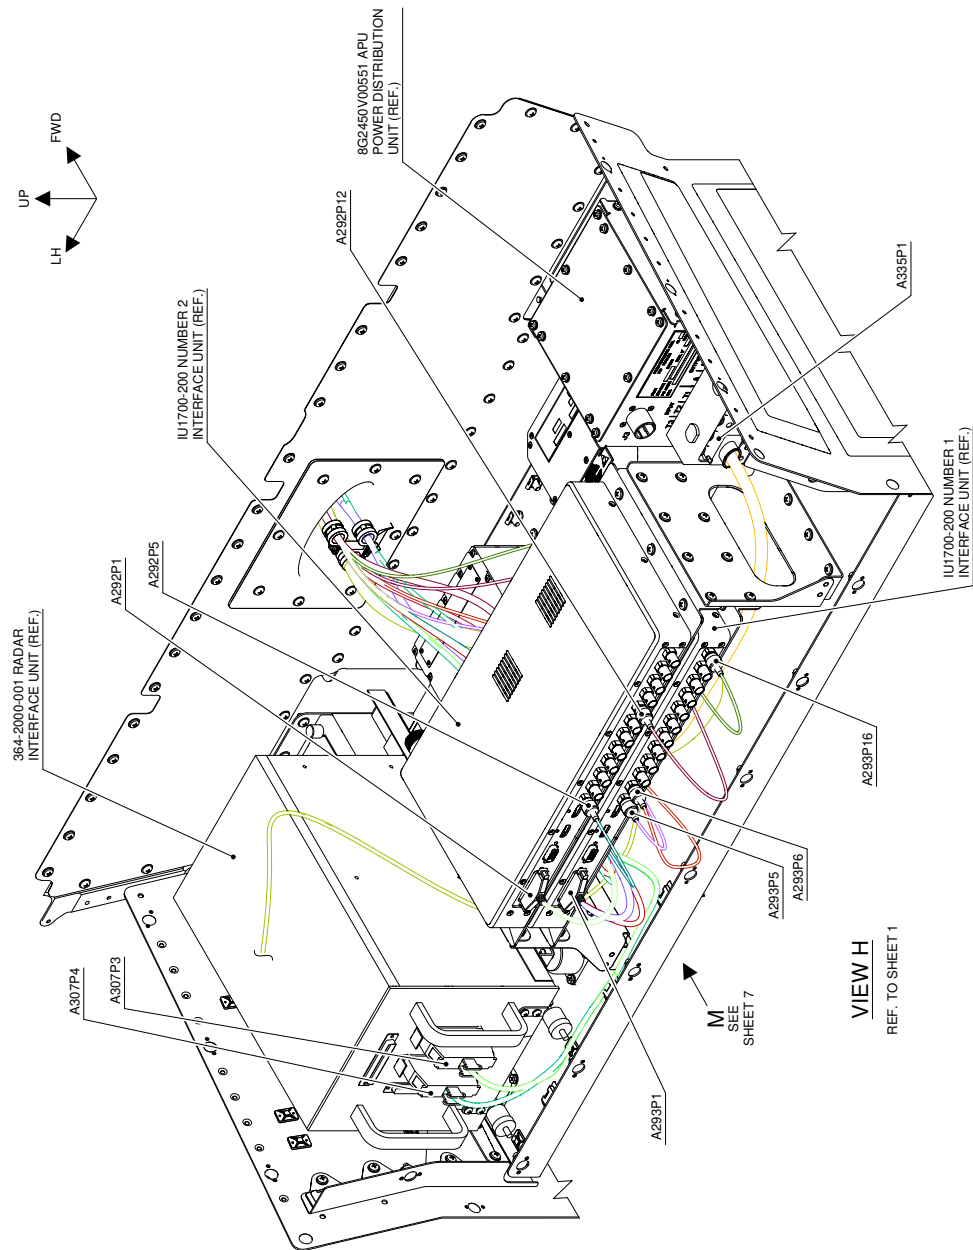 UP
FWD
LH
8G2450V00551 APU
POWER DISTRIBUTION
UNIT (REF.)
A292P12
IU1700-200 NUMBER 2
INTERFACE UNIT (REF.)
A292P5
A292P1
364-2000-001 RADAR
INTERFACE UNIT (REF.)
A307P3
A307P4
A335P1
IU1700-200 NUMBER 1
INTERFACE UNIT (REF.)
A293P16
A293P6
A293P5
A293P1
M
SEE
SHEET 7
VIEW H
REF. TO SHEET 1